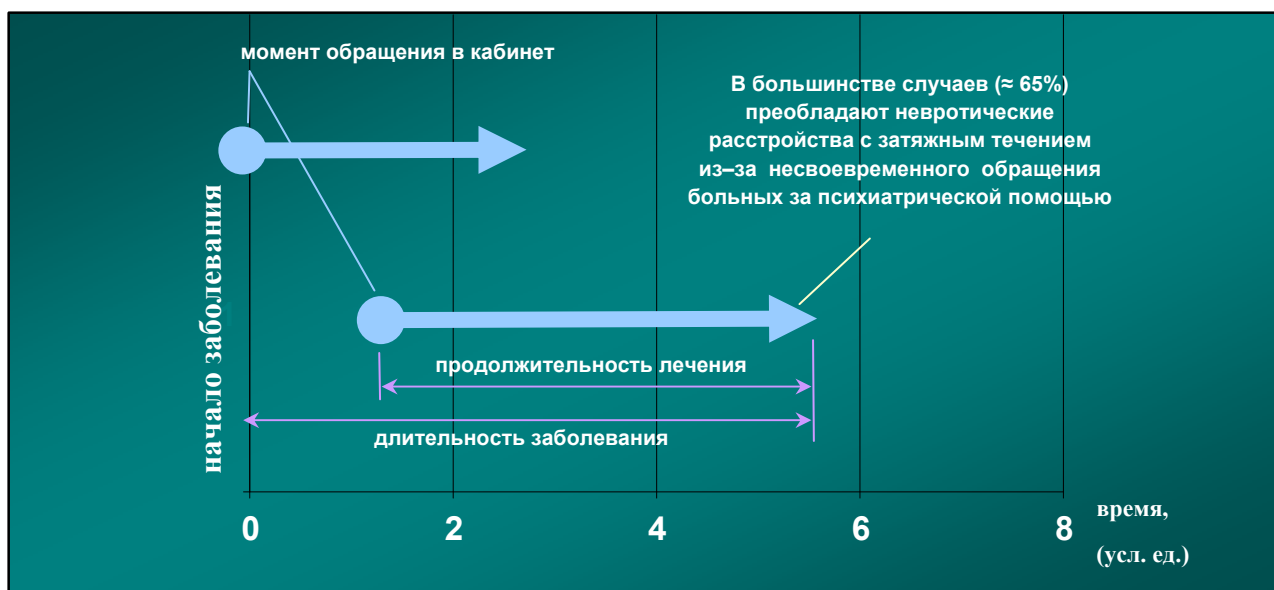 момент обращения в кабинет
В большинстве случаев (≈ 65%)
преобладают невротические
расстройства с затяжным течением
из–за несвоевременного обращения
больных за психиатрической помощью
начало заболевания
продолжительность лечения
длительность заболевания
0 2 4 6 8
время,
(усл. ед.)